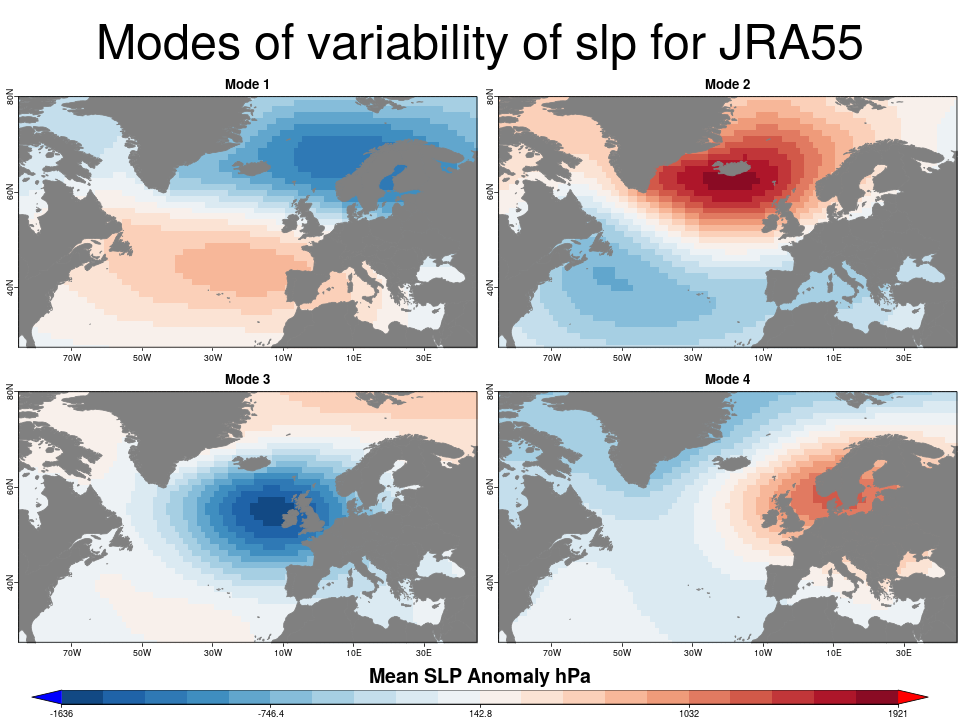 Modes of variability of slp for JRA55
Mode 1
Mode 2
80N
60N
40N
70W 50W 30W 10W 10E 30E
80N
60N
40N
70W 50W 30W 10W 10E 30E
Mode 3
Mode 4
80N
60N
40N
70W 50W 30W 10W 10E 30E
80N
60N
40N
70W 50W 30W 10W 10E 30E
Mean SLP Anomaly hPa
-1636 -746.4 142.8 1032 1921